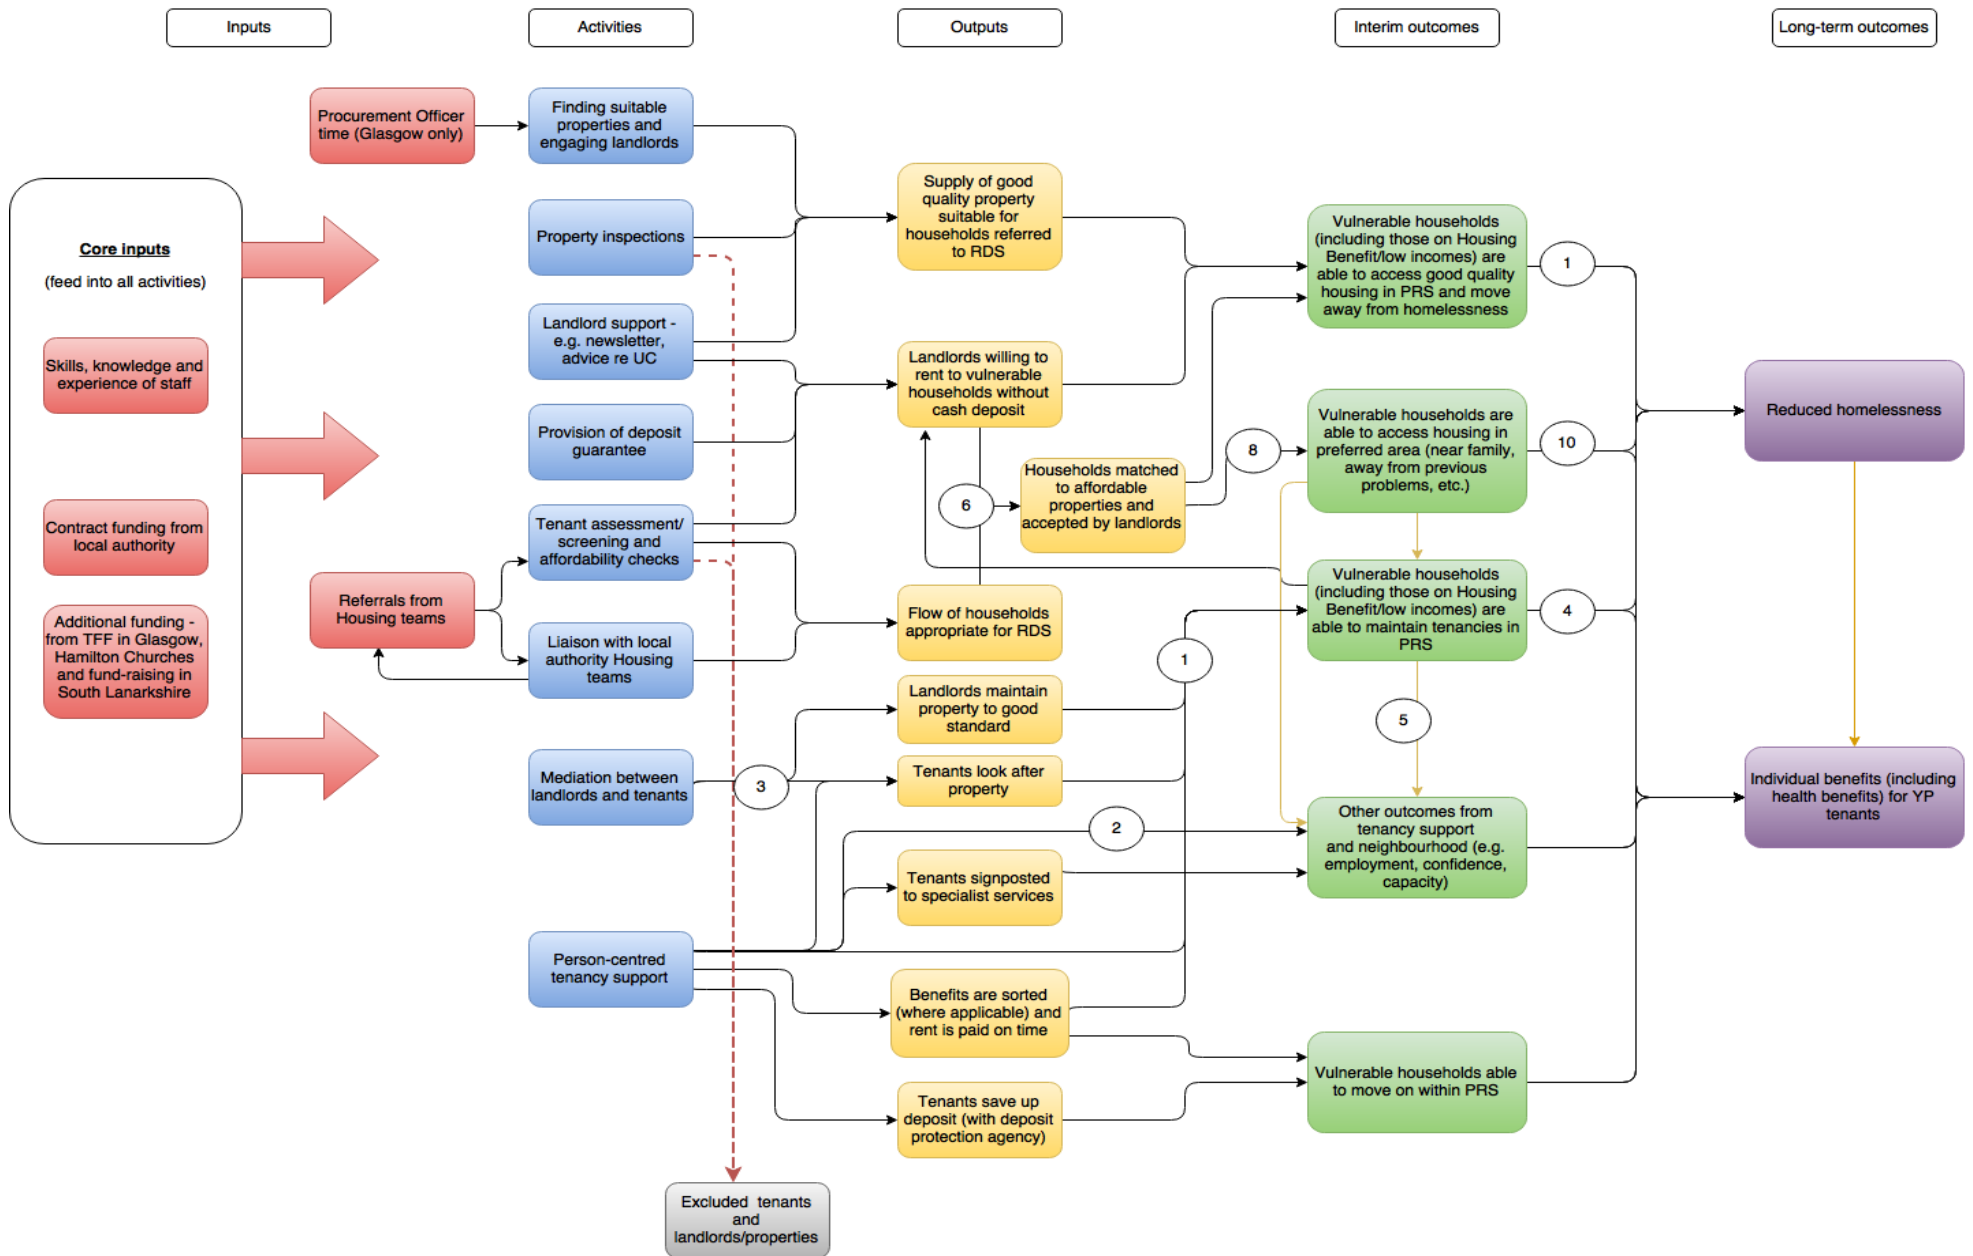 Inputs
Activities
Outputs
Interim outcomes
Long-term outcomes
Procurement Officer
time (Glasgow only)
Core inputs
(feed into all activities)
Skills, knowledge and
experience of staff
Contract funding from
local authority
Additional funding -
from TFF in Glasgow,
Hamilton Churches
and fund-raising in
South Lanarkshire
Referrals from
Housing teams
Finding suitable
properties and
engaging landlords
Property inspections
Landlord support -
e.g. newsletter,
advice re UC
Provision of deposit
guarantee
Tenant assessment/
screening and
affordability checks
Liaison with local
authority Housing
teams
Mediation between
landlords and tenants
3
Person-centred
tenancy support
Excluded tenants
and
landlords/properties
Supply of good
quality property
suitable for
households referred
to RDS
Landlords willing to
rent to vulnerable
households without
cash deposit
6
Households matched
to affordable
properties and
accepted by landlords
8
Flow of households
appropriate for RDS
Landlords maintain
property to good
standard
1
Tenants look after
property
2
Tenants signposted
to specialist services
Benefits are sorted
(where applicable) and
rent is paid on time
Tenants save up
deposit (with deposit
protection agency)
Vulnerable households
(including those on Housing
Benefit/low incomes) are
able to access good quality
housing in PRS and move
away from homelessness
1
Vulnerable households are
able to access housing in
preferred area (near family,
away from previous
problems, etc.)
10
Vulnerable households
(including those on Housing
Benefit/low incomes) are
able to maintain tenancies in
PRS
4
5
Other outcomes from
tenancy support
and neighbourhood (e.g.
employment, confidence,
capacity)
Vulnerable households able
to move on within PRS
Reduced homelessness
Individual benefits (including
health benefits) for YP
tenants